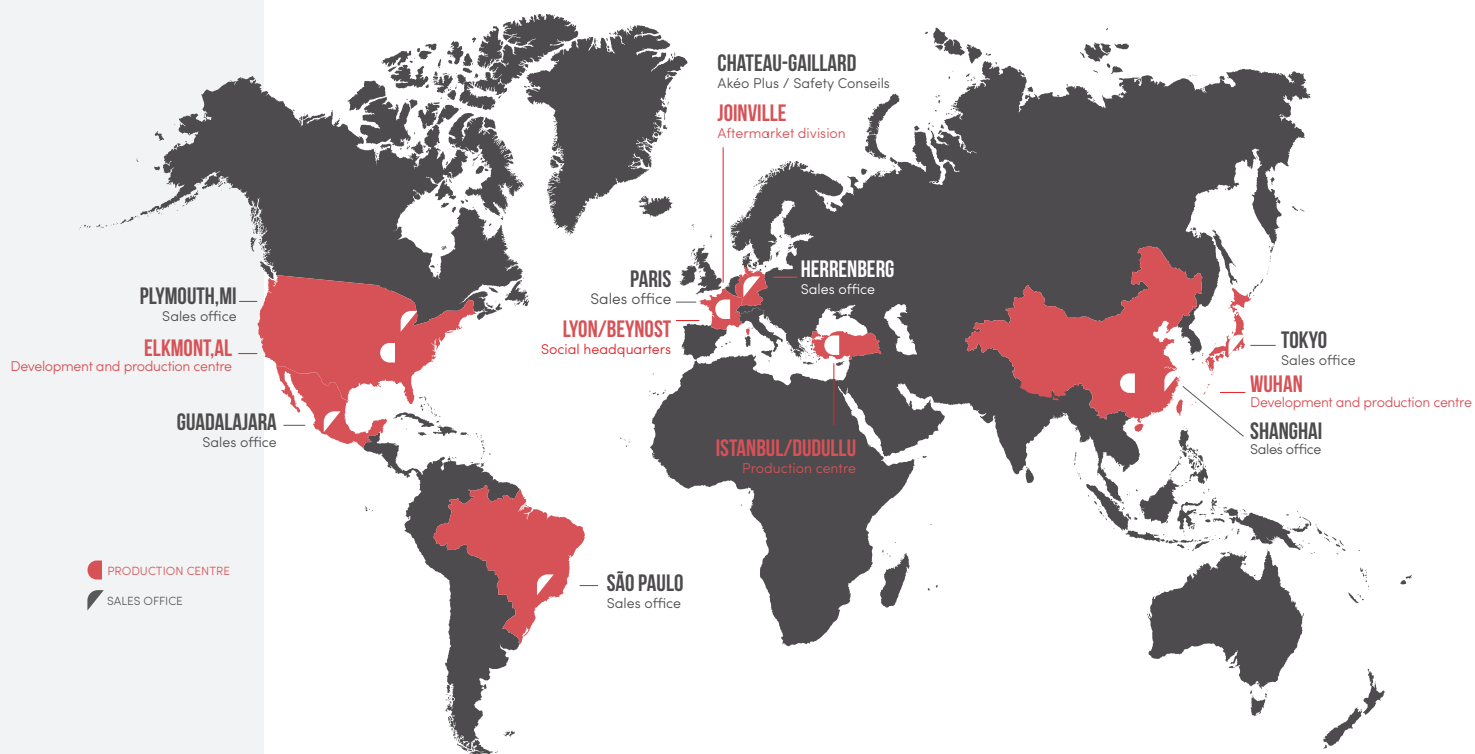 CHATEAU-GAILLARD
Akéo Plus / Safety Conseils
JOINVILLE
Aftermarket division
PARIS
Sales office
HERRENBERG
Sales office
PLYMOUTH,MI
Sales office
LYON/BEYNOST
Social headquarters
ELKMONT,AL
Development and production centre
TOKYO
Sales office
WUHAN
Development and production centre
GUADALAJARA
Sales office
SHANGHAI
Sales office
ISTANBUL/DUDULLU
Production centre
PRODUCTION CENTRE
SALES OFFICE
SÃO PAULO
Sales office